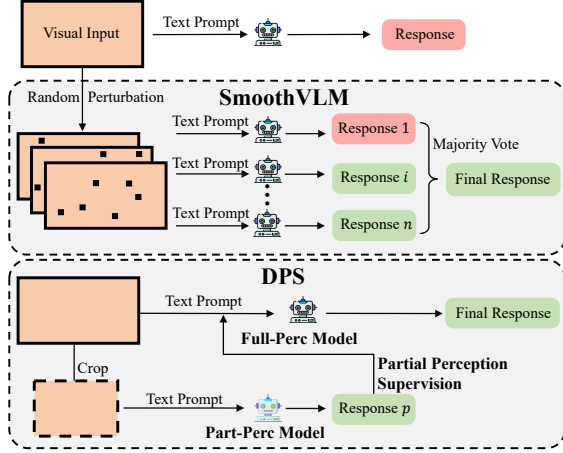 Visual Input
Text Prompt
Response
Random Perturbation
SmoothVLM
Text Prompt
Response 1
Majority Vote
Text Prompt
Response i
Final Response
Text Prompt
Response n
DPS
Text Prompt
Final Response
Full-Perc Model
Partial Perception
Supervision
Crop
Text Prompt
Response p
Part-Perc Model